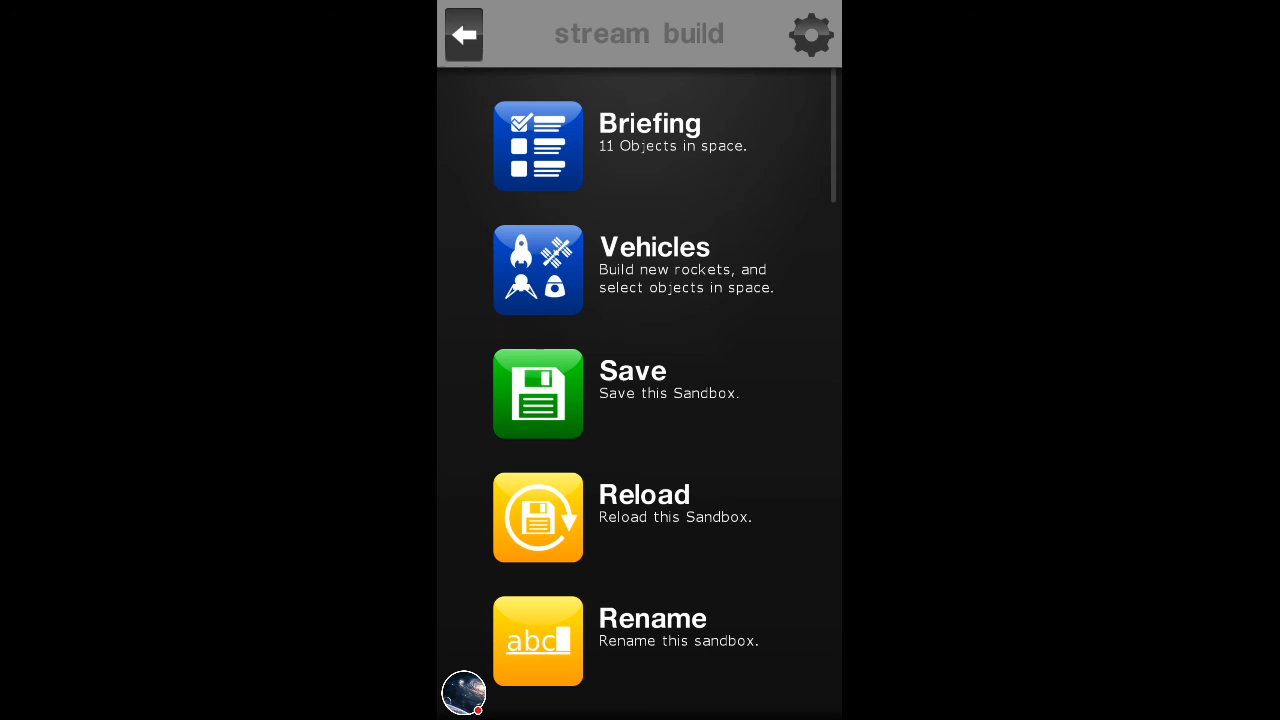 stream build
Briefing
11 Objects in space.
Vehicles
Build new rockets, and
select objects in space.
Save
Save this Sandbox.
Reload
Reload this Sandbox.
Rename
abc
Rename this sandbox.